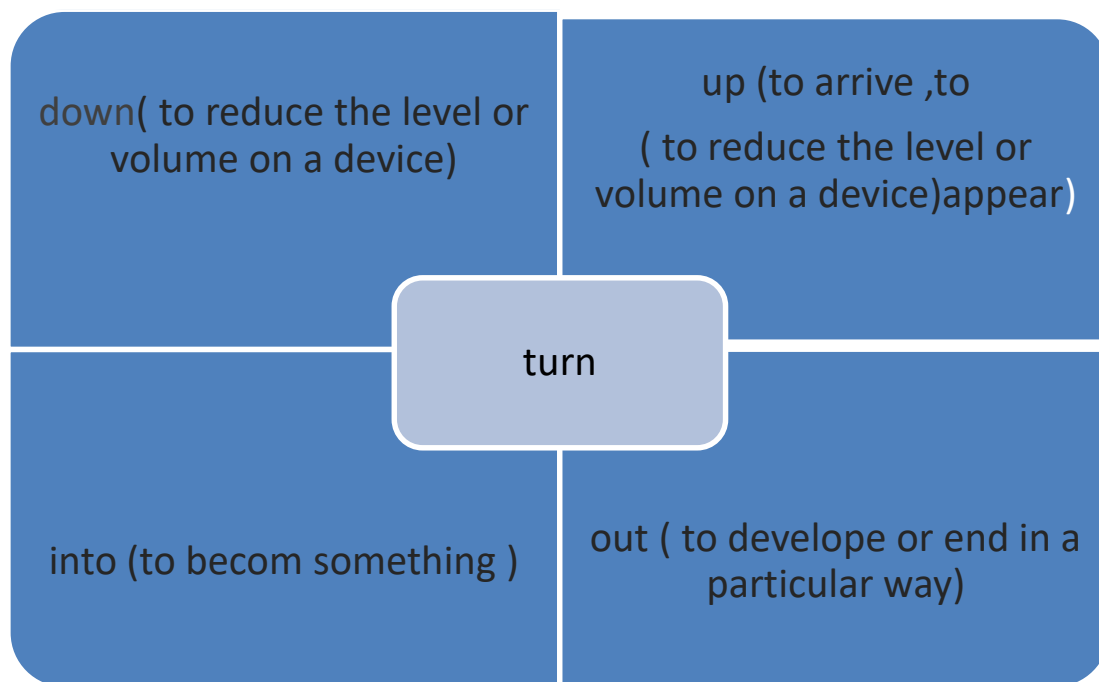 down( to reduce the level or
volume on a device)
up (to arrive ,to
( to reduce the level or
volume on a device)appear)
turn
into (to becom something )
out ( to develope or end in a
particular way)